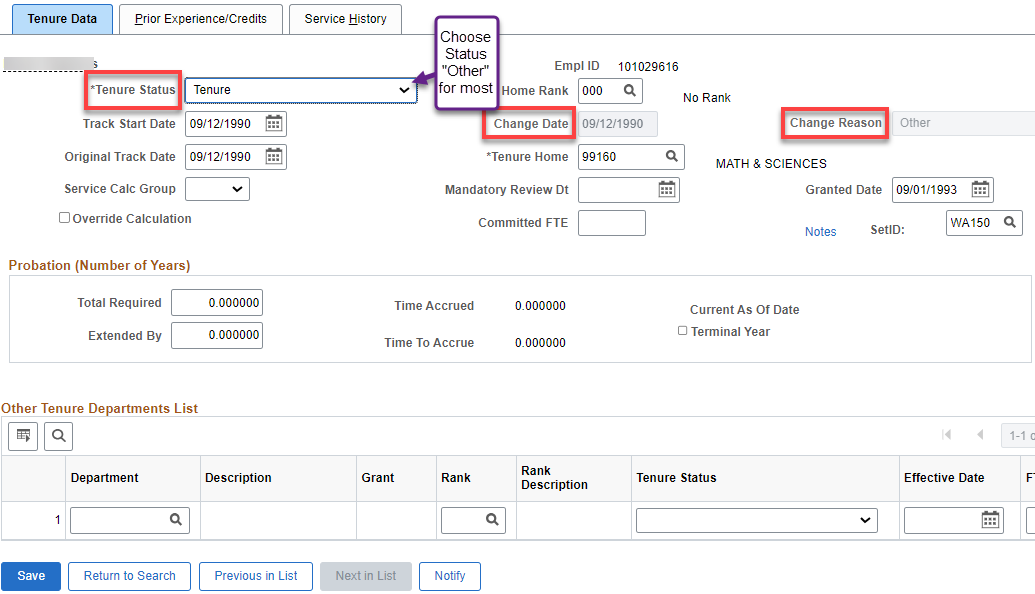 Tenure Data
Prior Experience/Credits
Service History
Choose
Status
"Other"
for most
s
Empl ID 101029616
*Tenure Status Tenure
Home Rank 000 No Rank
Track Start Date 09/12/1990
Change Date 09/12/1990
Change Reason Other
Original Track Date 09/12/1990
*Tenure Home 99160 MATH & SCIENCES
Service Calc Group
Mandatory Review Dt
Granted Date 09/01/1993
Override Calculation
Committed FTE
Notes SetID: WA150
Probation (Number of Years)
Total Required 0.000000
Time Accrued 0.000000
Current As Of Date
Extended By 0.000000
Time To Accrue 0.000000
Terminal Year
Other Tenure Departments List
1-1
Department Description Grant Rank Rank Description Tenure Status Effective Date
1
Save Return to Search Previous in List Next in List Notify